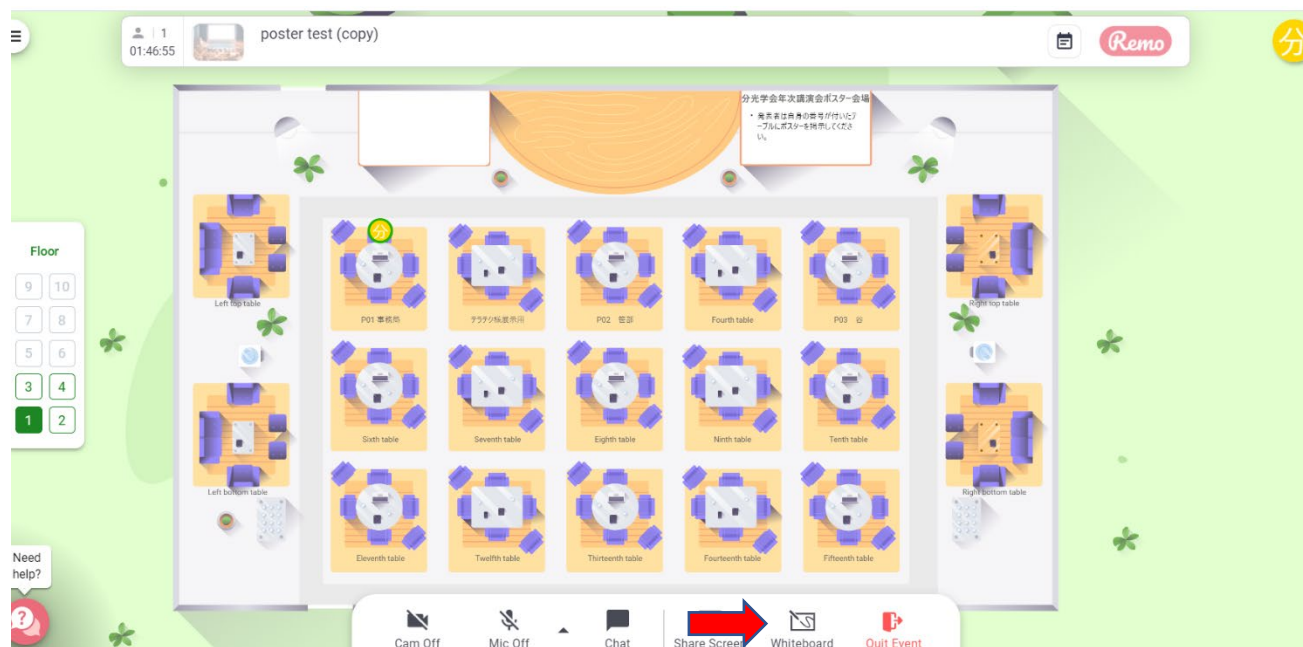 1
01:46:55
poster test (copy)
Remo
分
分光学会年次講演会ポスター会場
・ 発表者は自身の番号が付いたテ
ーブルにポスターを掲示してくださ
い。
Floor
9 10
7 8
5 6
3 4
1 2
分
Left top table
Right top table
P01 事務局
P02
Fourth table
P03 谷
Sixth table
Seventh table
Eighth table
Ninth table
Tenth table
Left bottom table
Right bottom table
Eleventh table
Twelfth table
Thirteenth table
Fourteenth table
Fifteenth table
Need
help?
?
Cam Off
Mic Off
Chat
Share Screen
Whiteboard
Quit Event